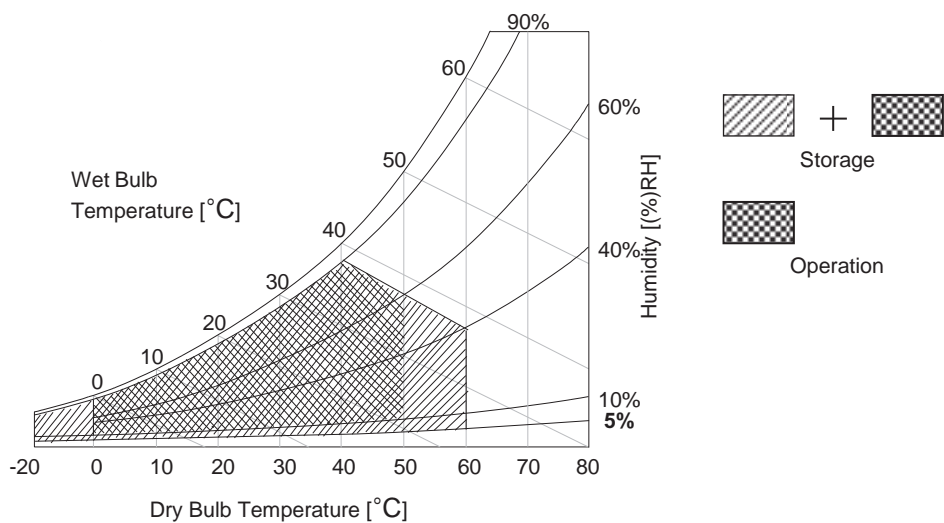 90%
60
60%
50
40
40%
30
20
10
0
10%
5%
Wet Bulb
Temperature [°C]
Humidity [(%)RH]
-20 0 10 20 30 40 50 60 70 80
Dry Bulb Temperature [°C]
+
Storage
Operation